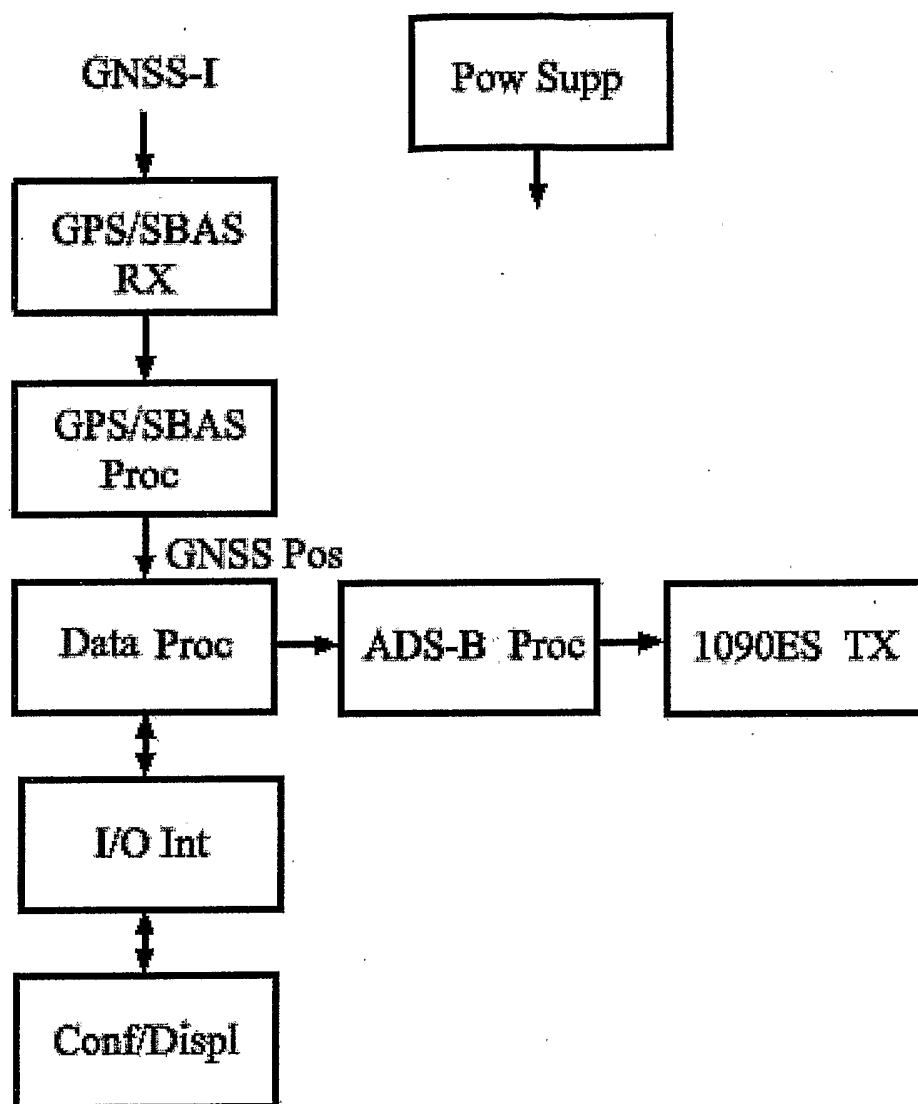 GNSS-I
Pow Supp
GPS/SBAS
RX
GPS/SBAS
Proc
GNSS Pos
Data Proc
ADS-B Proc
1090ES TX
I/O Int
Conf/Displ